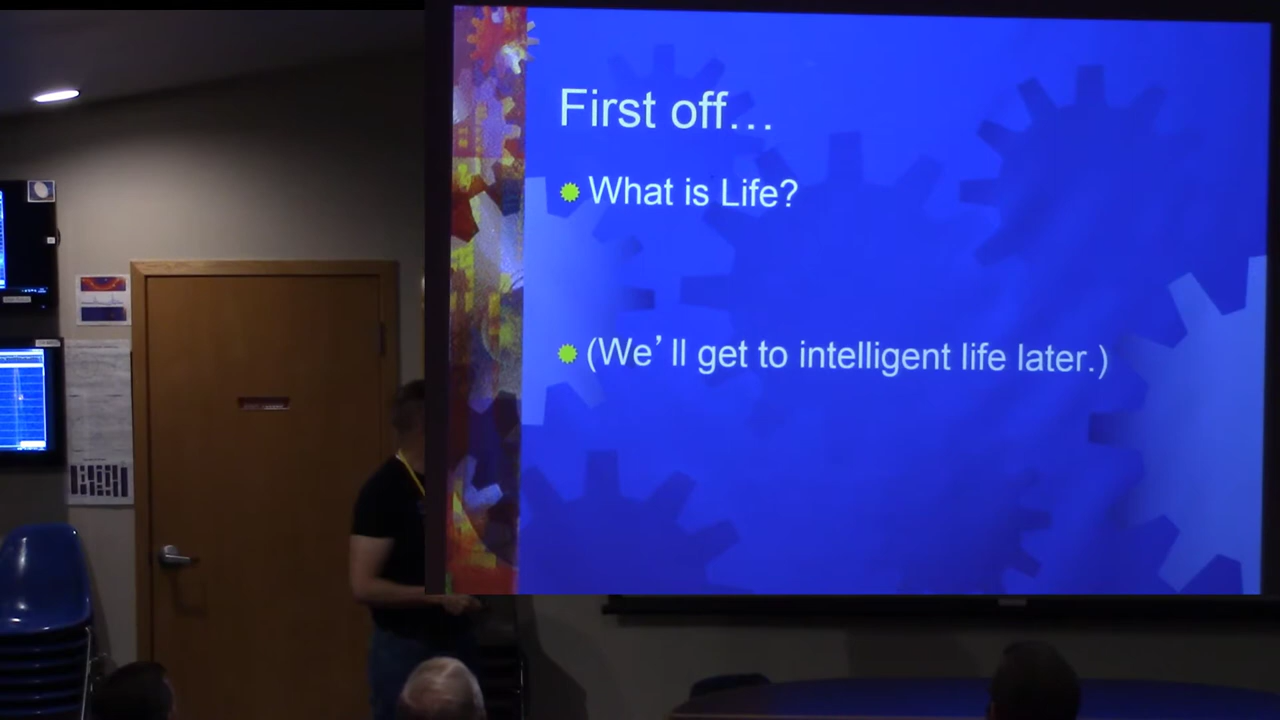 First off…
What is Life?
(We’ll get to intelligent life later.)